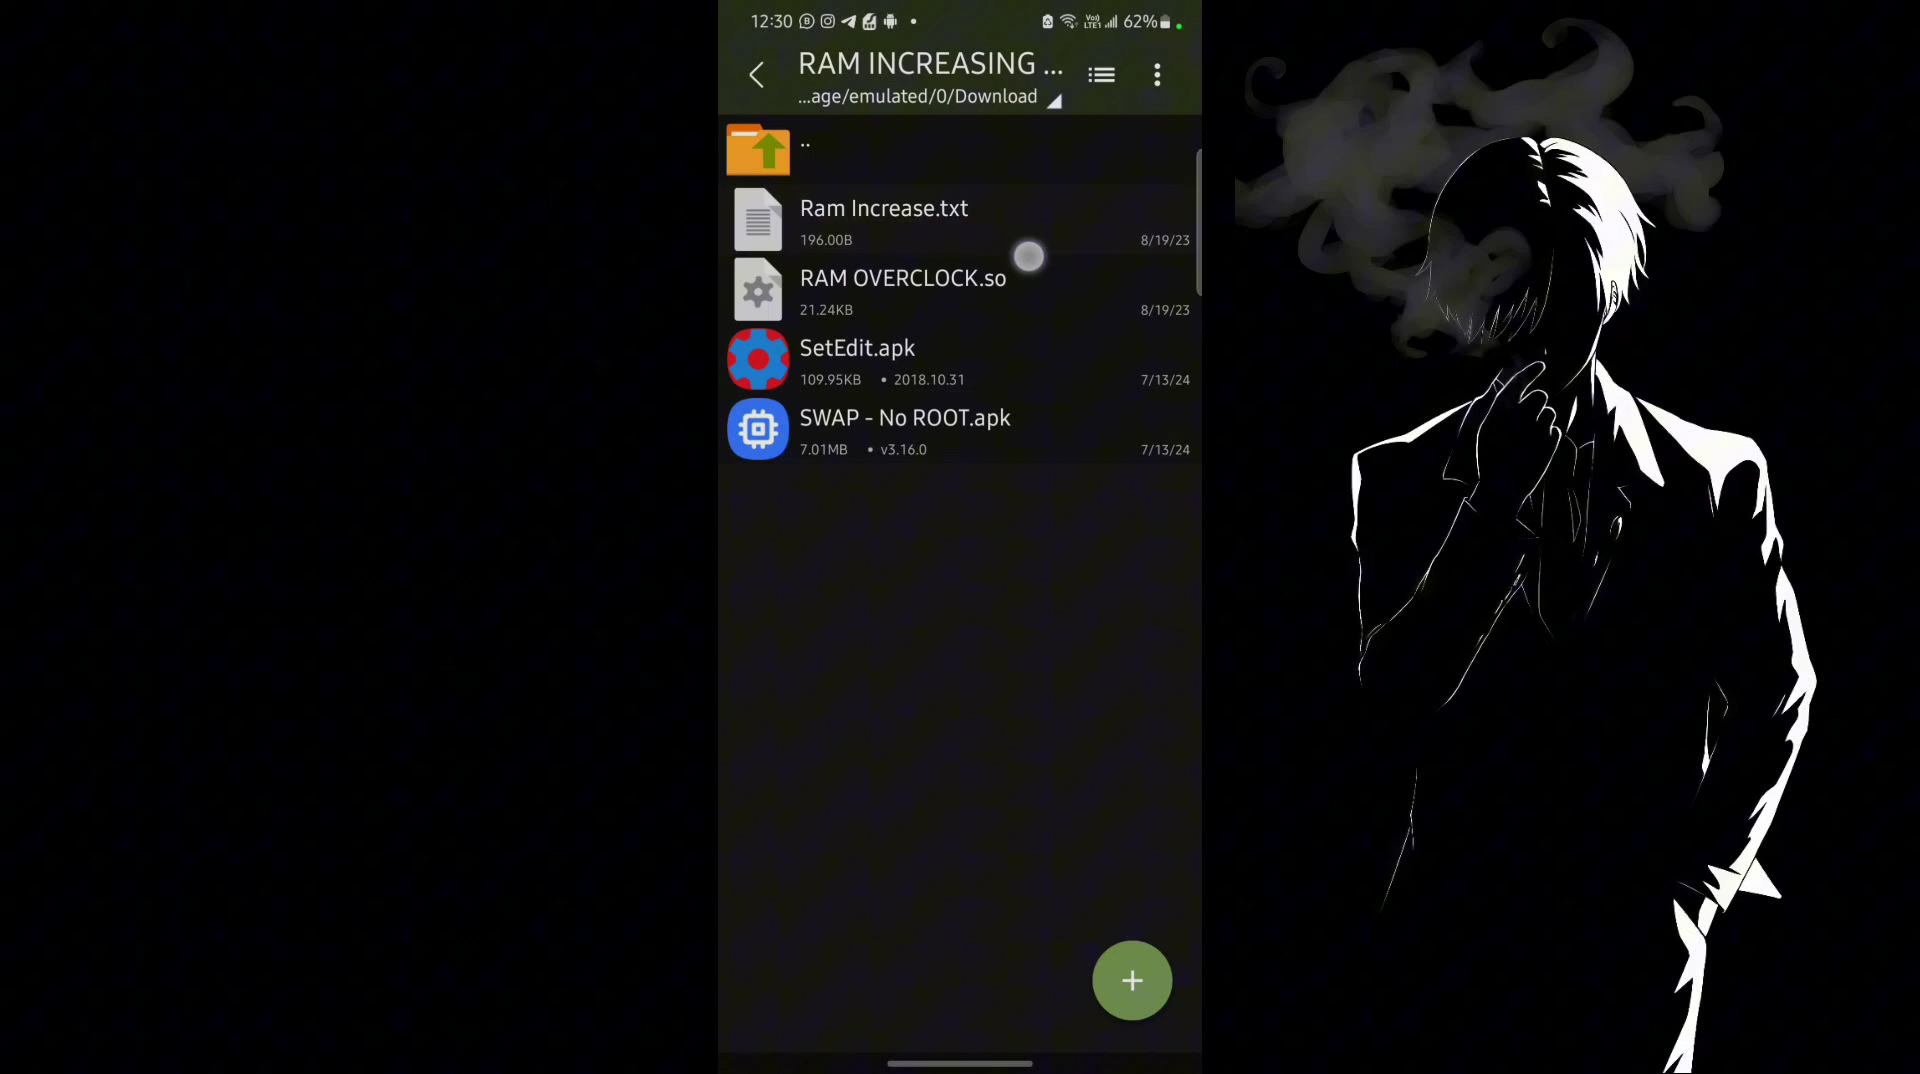 12:30 62%
RAM INCREASING ...
...age/emulated/0/Download
..
Ram Increase.txt
196.00B 8/19/23
RAM OVERCLOCK.so
21.24KB 8/19/23
SetEdit.apk
109.95KB • 2018.10.31 7/13/24
SWAP - No ROOT.apk
7.01MB • v3.16.0 7/13/24